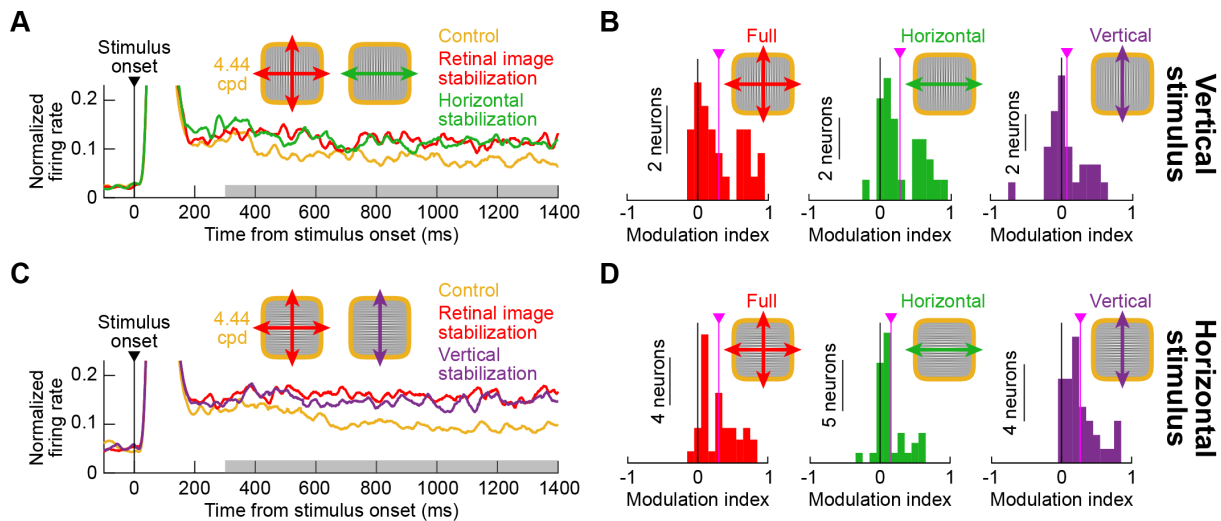 A
Stimulus
onset
4.44
cpd
Control
Retinal image
stabilization
Horizontal
stabilization
Normalized
firing rate
0.2
0.1
0
0 200 400 600 800 1000 1200 1400
Time from stimulus onset (ms)
B
Full
Horizontal
Vertical
2 neurons
2 neurons
2 neurons
-1 0 1
-1 0 1
-1 0 1
Modulation index
Modulation index
Modulation index
Vertical
stimulus
C
Stimulus
onset
4.44
cpd
Control
Retinal image
stabilization
Vertical
stabilization
Normalized
firing rate
0.2
0.1
0
0 200 400 600 800 1000 1200 1400
Time from stimulus onset (ms)
D
Full
Horizontal
Vertical
4 neurons
5 neurons
4 neurons
-1 0 1
-1 0 1
-1 0 1
Modulation index
Modulation index
Modulation index
Horizontal
stimulus